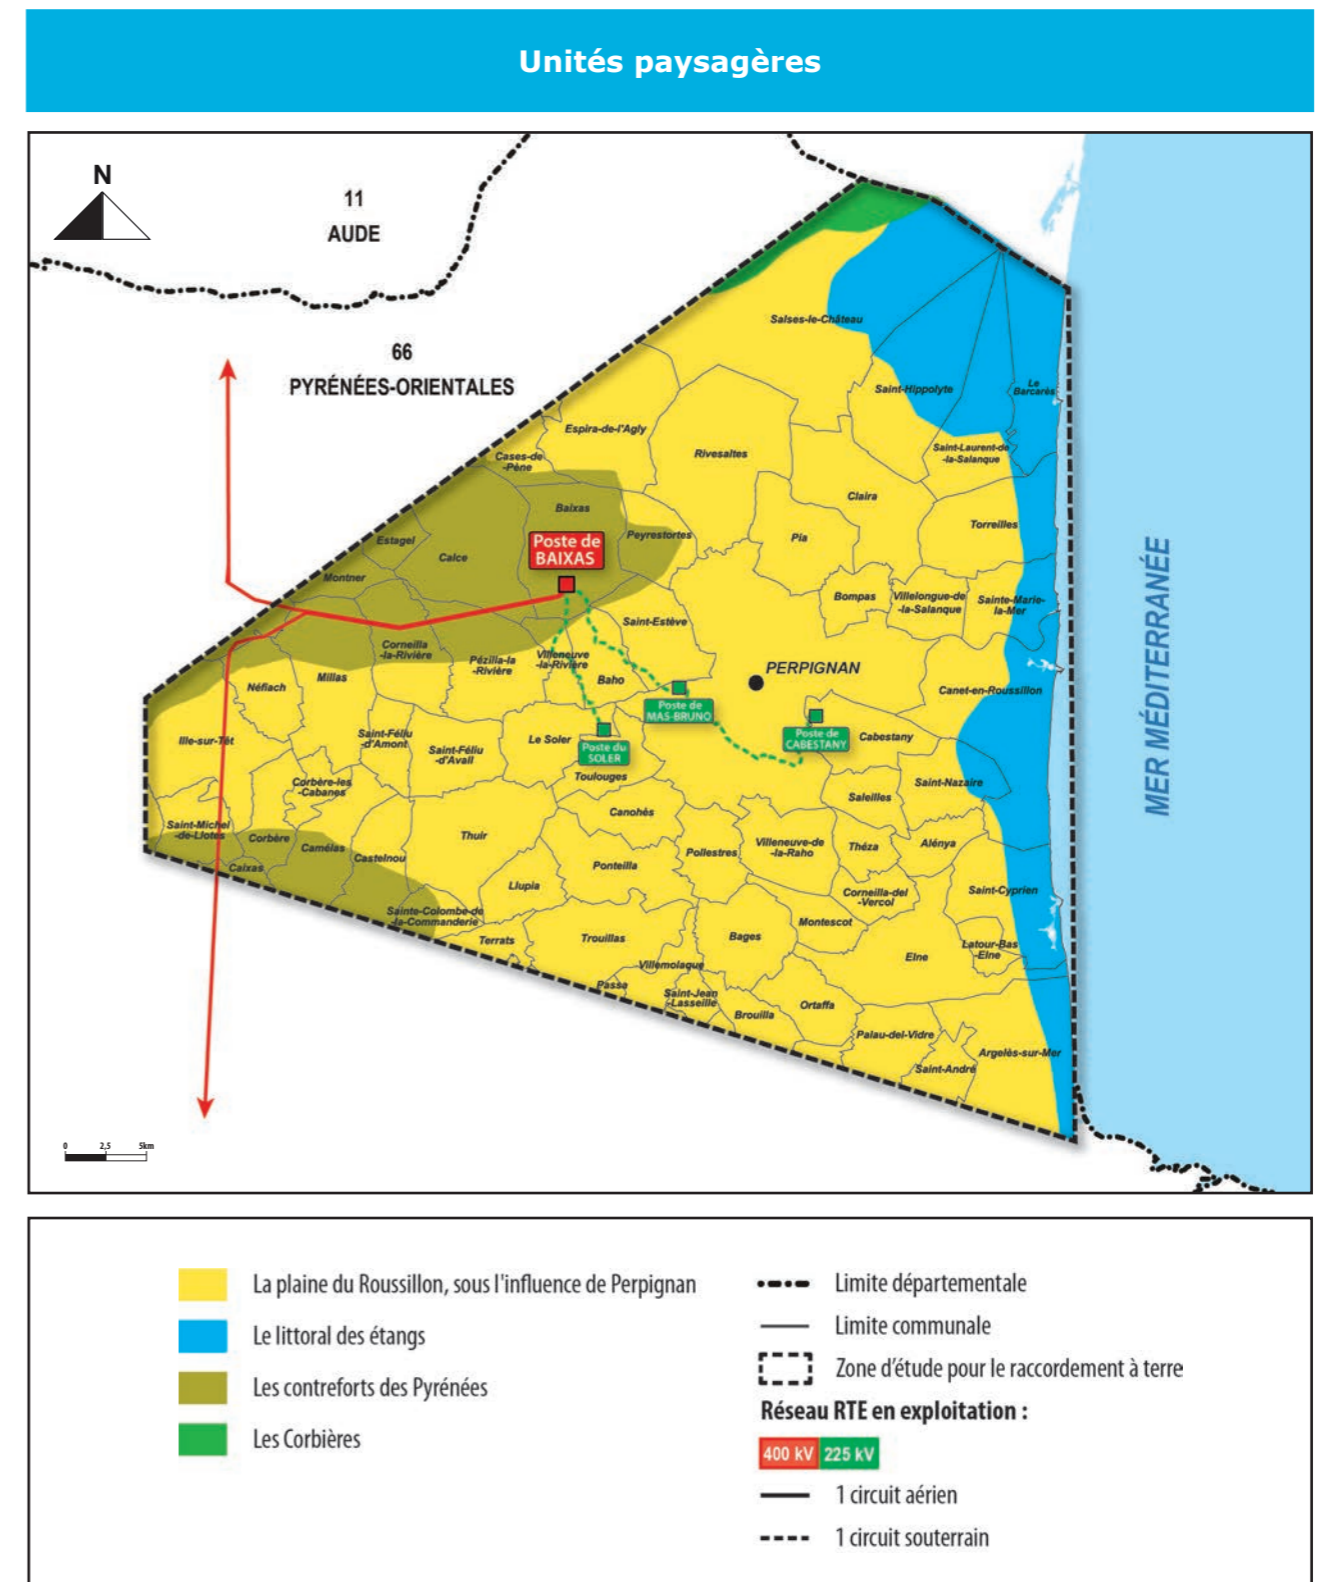 Unités paysagères
N
11
AUDE
66
PYRÉNÉES-ORIENTALES
Salses-le-Château
Saint-Hippolyte
Le
Barcarès
Espira-de-l'Agly
Cases-de
-Pène
Rivesaltes
Saint-Laurent-de
-la-Salanque
Claira
Baixas
Torreilles
Peyrestortes
Pia
Estagel
Calce
Poste de
BAIXAS
Montner
Bompas
Villelongue-de
-la-Salanque
Sainte-Marie-
la-Mer
Saint-Estève
Corneilla
-la-Rivière
Pézilla-la
-Rivière
Villeneuve
-la-Rivière
PERPIGNAN
Millas
Néfiach
Baho
Canet-en-Roussillon
Poste de
MAS-BRUNO
Ille-sur-Têt
Saint-Féliu
-d'Amont
Saint-Féliu
-d'Avall
Le Soler
Poste du
SOLER
Poste de
CABESTANY
Cabestany
Toulouges
Corbère-les
-Cabanes
Saint-Nazaire
Saleilles
Canohès
Saint-Michel
-de-Llotes
Corbère
Camélas
Thuir
Castelnou
Caixas
Ponteilla
Pollestres
Villeneuve-de
-la-Raho
Théza
Alénya
Llupia
Corneilla-del
-Vercol
Saint-Cyprien
Sainte-Colombe-de
-la-Commanderie
Montescot
Terrats
Trouillas
Bages
Elne
Latour-Bas
-Elne
Villemolaque
Passa
Saint-Jean
-Lasseille
Brouilla
Ortaffa
Palau-del-Vidre
Argelès-sur-Mer
Saint-André
MER MÉDITERRANÉE
0 2,5 5km
La plaine du Roussillon, sous l'influence de Perpignan
Le littoral des étangs
Les contreforts des Pyrénées
Les Corbières
Limite départementale
Limite communale
Zone d'étude pour le raccordement à terre
Réseau RTE en exploitation :
400 kV 225 kV
1 circuit aérien
1 circuit souterrain